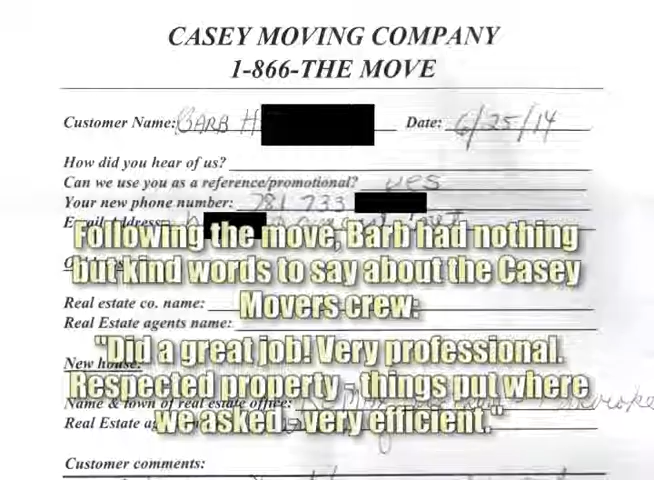 CASEY MOVING COMPANY
1-866-THE MOVE
Customer Name: BARB H Date: 6/25/14
How did you hear of us?
Can we use you as a reference/promotional? yes
Your new phone number: 781 733
Email Address:
Following the move, Barb had nothing
but kind words to say about the Casey
Movers crew:
Real estate co. name:
Real Estate agents name:
"Did a great job! Very professional.
New house:
Respected property - things put where
Name & town of real estate office:
we asked - very efficient."
Real Estate
Customer comments: